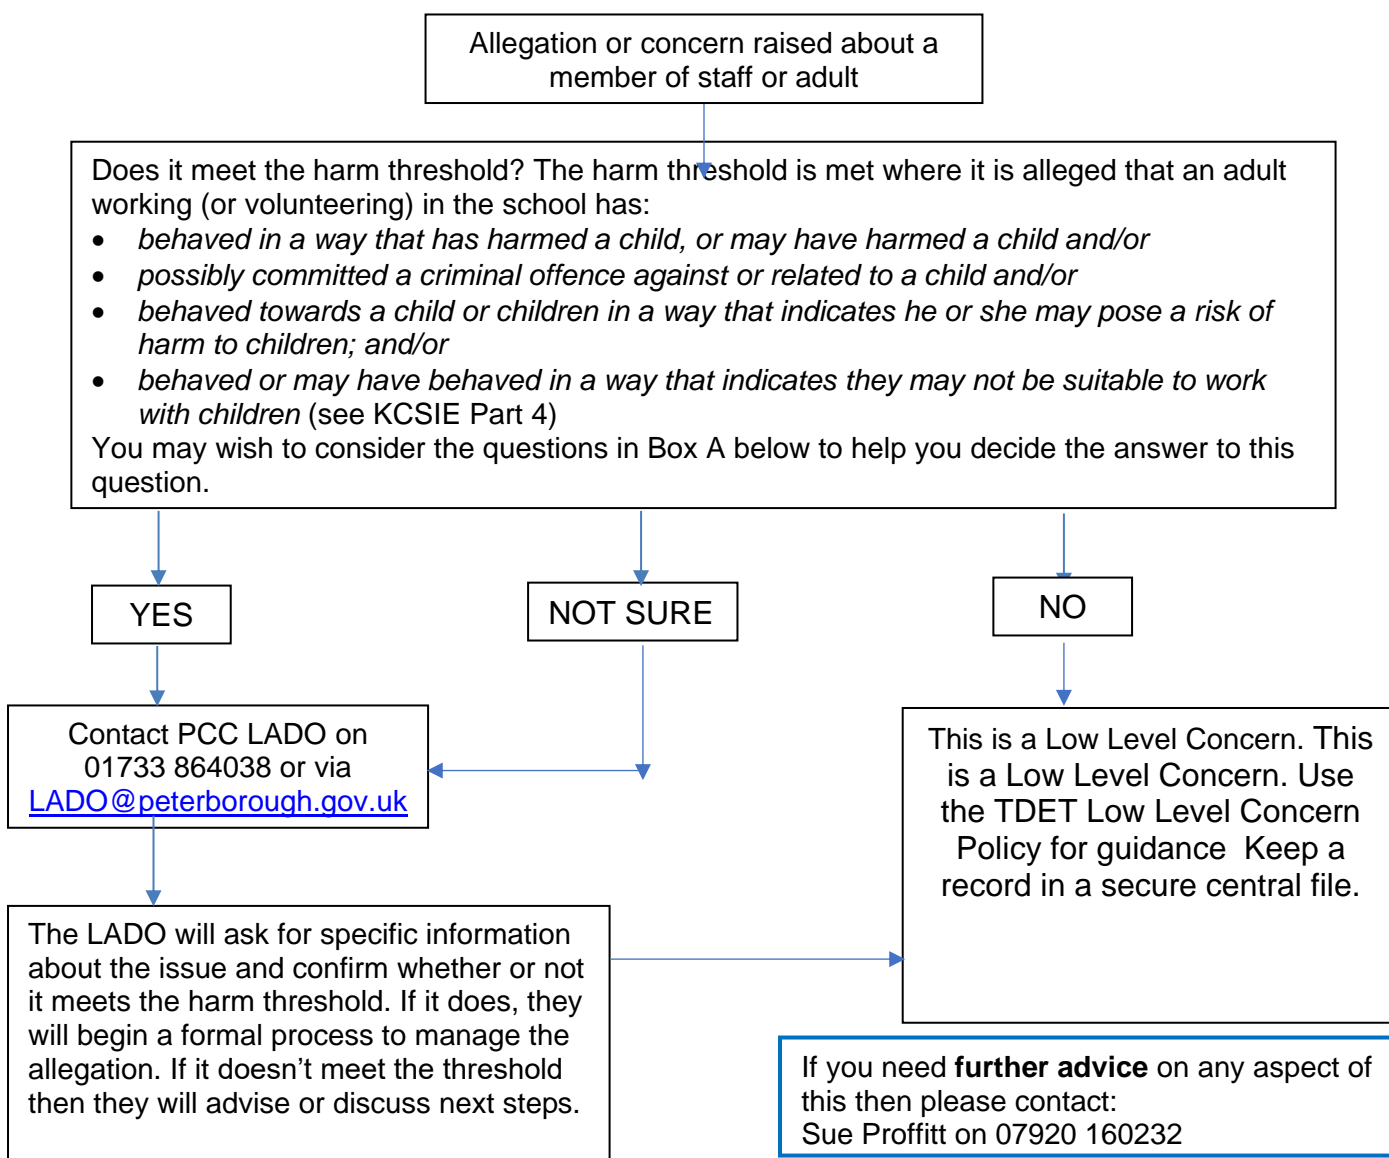 Allegation or concern raised about a
member of staff or adult
Does it meet the harm threshold? The harm threshold is met where it is alleged that an adult
working (or volunteering) in the school has:
• behaved in a way that has harmed a child, or may have harmed a child and/or
• possibly committed a criminal offence against or related to a child and/or
• behaved towards a child or children in a way that indicates he or she may pose a risk of
harm to children; and/or
• behaved or may have behaved in a way that indicates they may not be suitable to work
with children (see KCSIE Part 4)
You may wish to consider the questions in Box A below to help you decide the answer to this
question.
YES
NOT SURE
NO
Contact PCC LADO on
01733 864038 or via
LADO@peterborough.gov.uk
This is a Low Level Concern. This
is a Low Level Concern. Use
the TDET Low Level Concern
Policy for guidance  Keep a
record in a secure central file.
The LADO will ask for specific information
about the issue and confirm whether or not
it meets the harm threshold. If it does, they
will begin a formal process to manage the
allegation. If it doesn’t meet the threshold
then they will advise or discuss next steps.
If you need further advice on any aspect of
this then please contact:
Sue Proffitt on 07920 160232